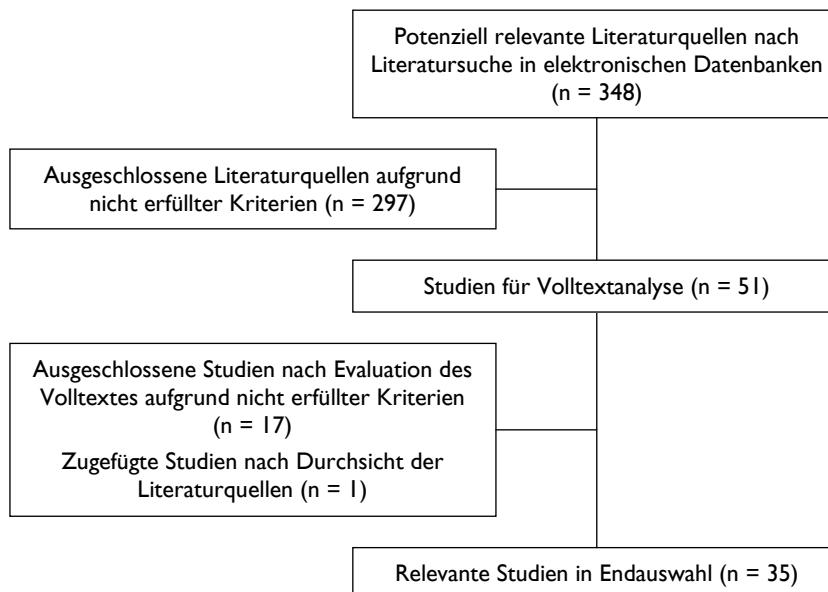 Potenziell relevante Literaturquellen nach
Literatursuche in elektronischen Datenbanken
(n = 348)
Ausgeschlossene Literaturquellen aufgrund
nicht erfüllter Kriterien (n = 297)
Studien für Volltextanalyse (n = 51)
Ausgeschlossene Studien nach Evaluation des
Volltextes aufgrund nicht erfüllter Kriterien
(n = 17)
Zugefügte Studien nach Durchsicht der
Literaturquellen (n = 1)
Relevante Studien in Endauswahl (n = 35)